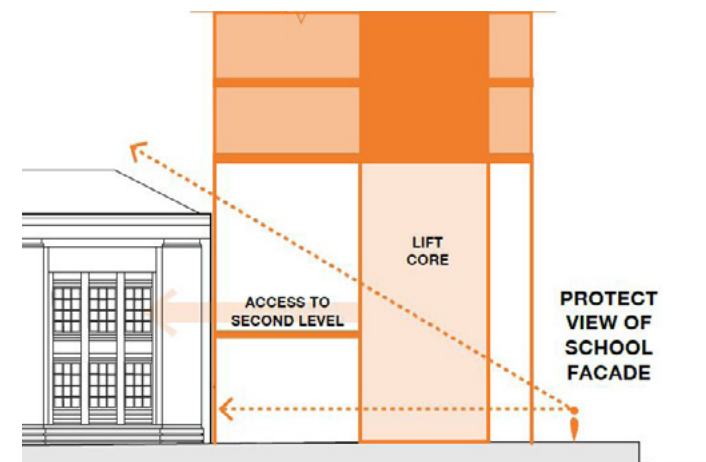 LIFT
CORE
ACCESS TO
SECOND LEVEL
PROTECT
VIEW OF
SCHOOL
FACADE